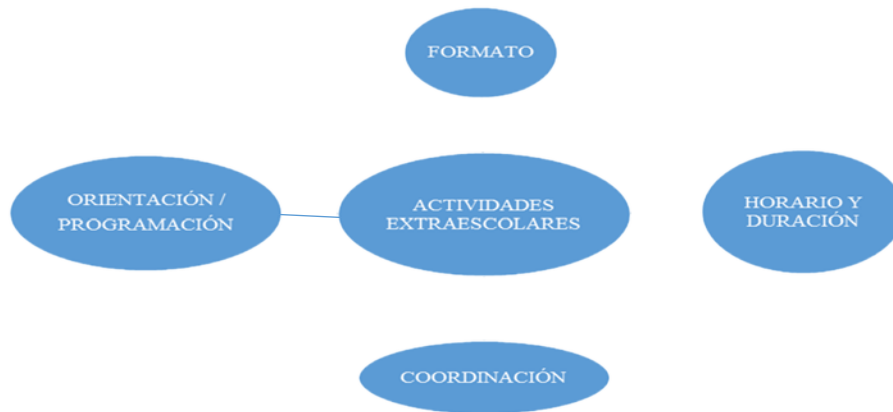 FORMATO
ORIENTACIÓN /
PROGRAMACIÓN
ACTIVIDADES
EXTRAESCOLARES
HORARIO Y
DURACIÓN
COORDINACIÓN